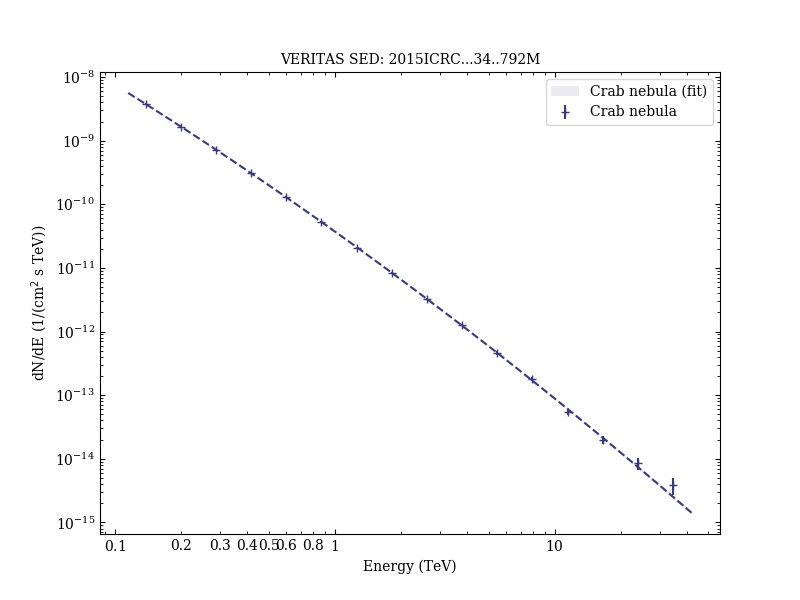 VERITAS SED: 2015ICRC...34..792M
Crab nebula (fit)
Crab nebula
dN/dE (1/(cm² s TeV))
10⁻⁸
10⁻⁹
10⁻¹⁰
10⁻¹¹
10⁻¹²
10⁻¹³
10⁻¹⁴
10⁻¹⁵
0.1 0.2 0.3 0.4 0.5 0.6 0.8 1 10
Energy (TeV)